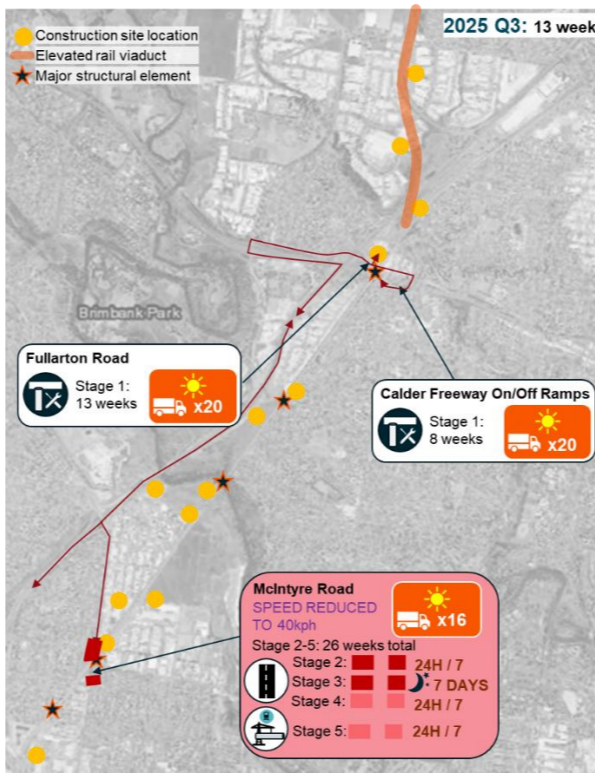 2025 Q3: 13 week
Construction site location
Elevated rail viaduct
Major structural element
Brimbank Park
Fullarton Road
Stage 1:
13 weeks
x20
Calder Freeway On/Off Ramps
Stage 1:
8 weeks
x20
McIntyre Road
SPEED REDUCED
TO 40kph
x16
Stage 2-5: 26 weeks total
Stage 2: 24H / 7
Stage 3: 7 DAYS
Stage 4: 24H / 7
Stage 5: 24H / 7